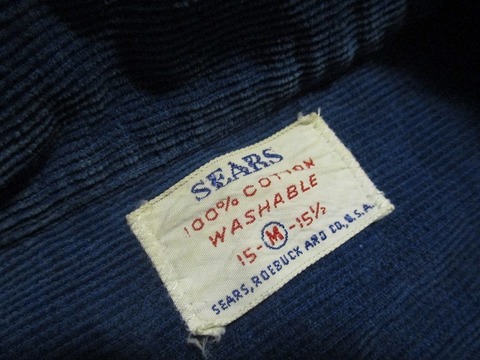 SEARS
100% COTTON
WASHABLE
15-M-15½
SEARS, ROEBUCK AND CO., U.S.A.